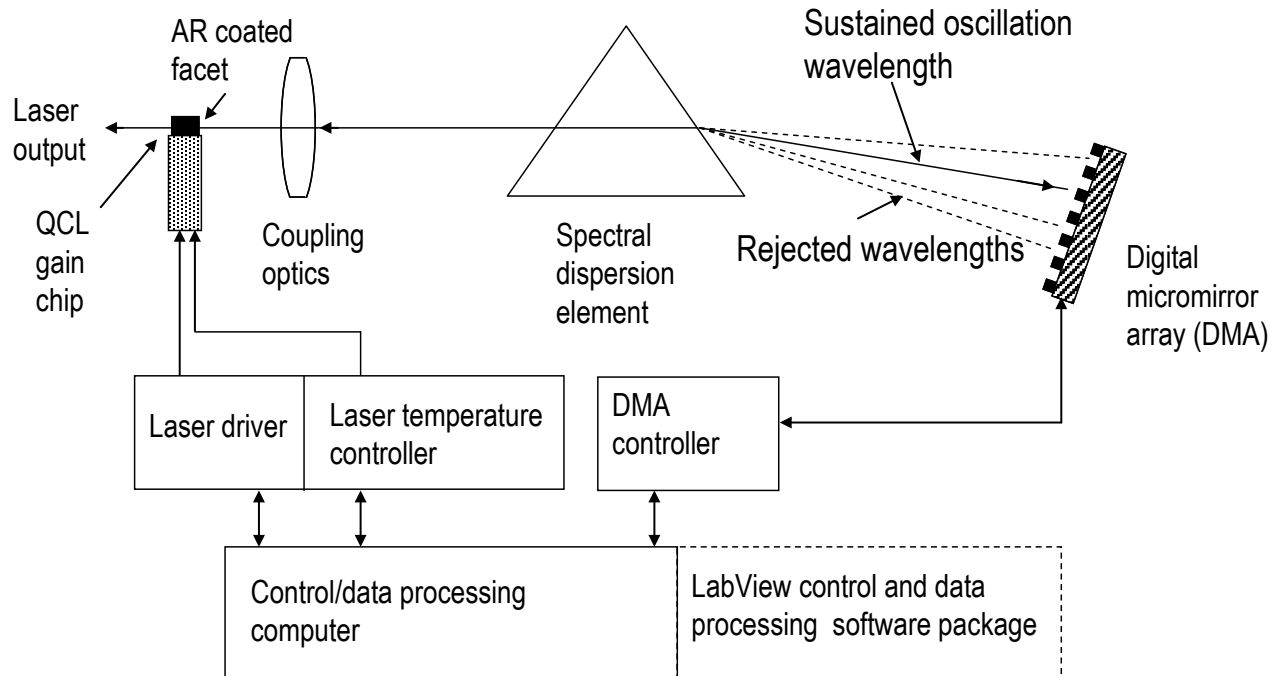 AR coated
facet
Sustained oscillation
wavelength
Laser
output
QCL
gain
chip
Coupling
optics
Spectral
dispersion
element
Rejected wavelengths
Digital
micromirror
array (DMA)
Laser driver
Laser temperature
controller
DMA
controller
Control/data processing
computer
LabView control and data
processing software package